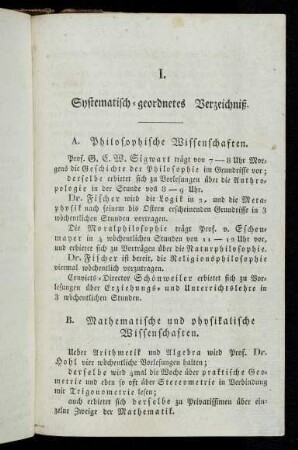 I.
Systematisch-geordnetes Verzeichniß.
A. Philosophische Wissenschaften.
Prof. G. C. W. Sigwart trägt von 7—8 Uhr Mor-
gens die Geschichte der Philosophie im Grundrisse vor;
derselbe erbietet sich zu Vorlesungen über die Anthro-
pologie in der Stunde von 8—9 Uhr.
Dr. Fischer wird die Logik in 2, und die Meta-
physik nach seinem bis Ostern erscheinenden Grundrisse in 3
wöchentlichen Stunden vortragen.
Die Moralphilosophie trägt Prof. v. Eschen-
mayer in 3 wöchentlichen Stunden von 11—12 Uhr vor,
und erbietet sich zu Vorträgen über die Naturphilosophie.
Dr. Fischer ist bereit, die Religionsphilosophie
viermal wöchentlich vorzutragen.
Convicts-Director Schönweiler erbietet sich zu Vor-
lesungen über Erziehungs- und Unterrichtslehre in
3 wöchentlichen Stunden.
B. Mathematische und physikalische
Wissenschaften.
Ueber Arithmetik und Algebra wird Prof. Dr.
Hohl vier wöchentliche Vorlesungen halten;
derselbe wird 4mal die Woche über praktische Geome-
trie und eben so oft über Stereometrie in Verbindung
mit Trigonometrie lesen;
auch erbietet sich derselbe zu Privatissimen über ein-
zelne Zweige der Mathematik.